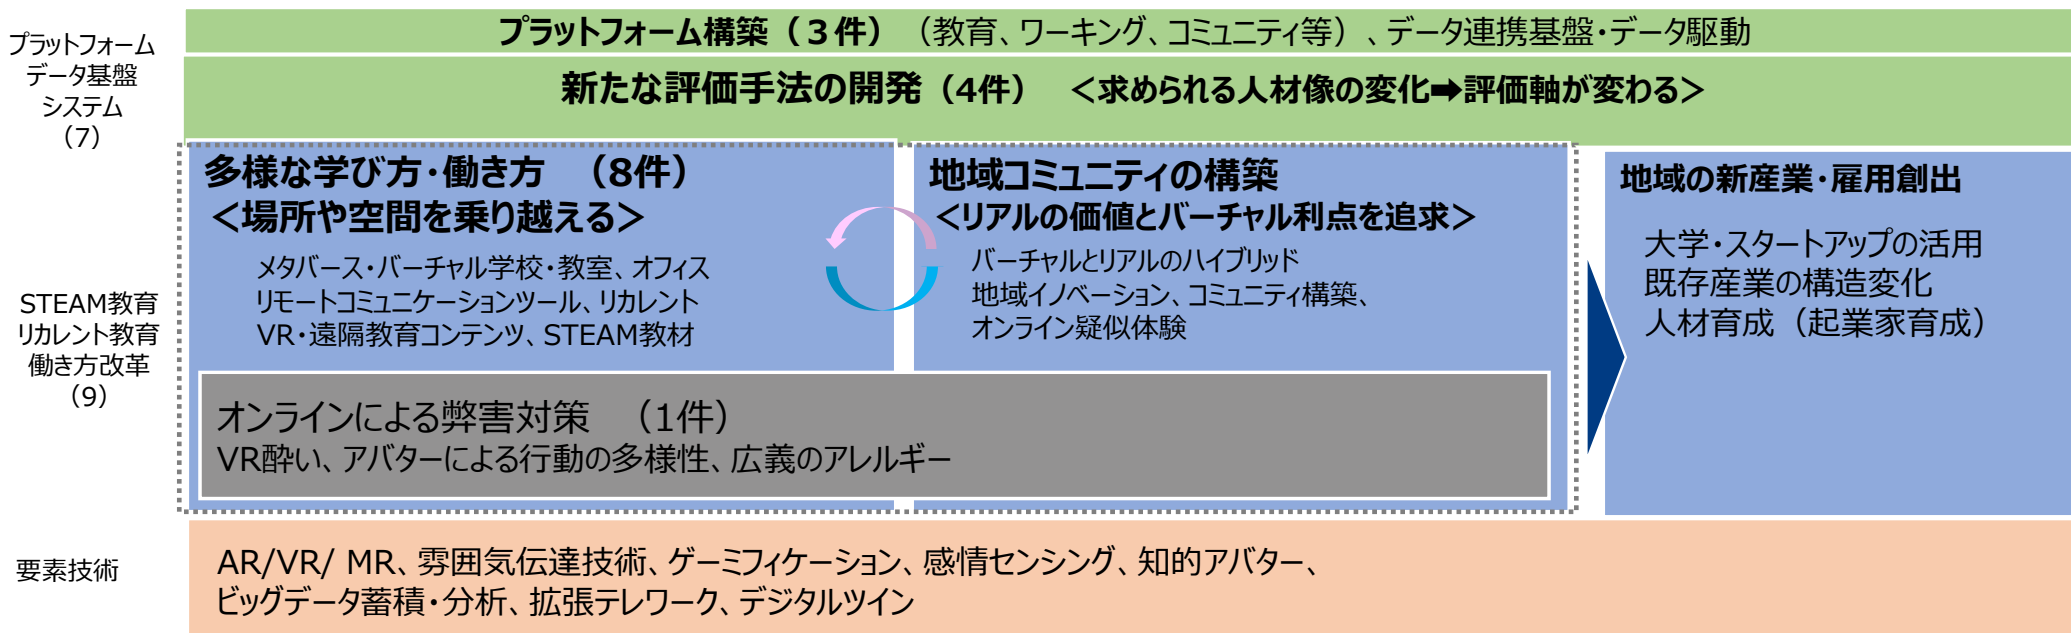 プラットフォーム
データ基盤
システム
（7）
プラットフォーム構築（３件）（教育、ワーキング、コミュニティ等）、データ連携基盤・データ駆動
新たな評価手法の開発（4件）　＜求められる人材像の変化➡評価軸が変わる＞
STEAM教育
リカレント教育
働き方改革
（9）
多様な学び方・働き方　（8件）
＜場所や空間を乗り越える＞
メタバース・バーチャル学校・教室、オフィス
リモートコミュニケーションツール、リカレント
VR・遠隔教育コンテンツ、STEAM教材
地域コミュニティの構築
＜リアルの価値とバーチャル利点を追求＞
バーチャルとリアルのハイブリッド
地域イノベーション、コミュニティ構築、
オンライン疑似体験
オンラインによる弊害対策　（1件）
VR酔い、アバターによる行動の多様性、広義のアレルギー
地域の新産業・雇用創出
大学・スタートアップの活用
既存産業の構造変化
人材育成（起業家育成）
要素技術
AR/VR/ MR、雰囲気伝達技術、ゲーミフィケーション、感情センシング、知的アバター、
ビッグデータ蓄積・分析、拡張テレワーク、デジタルツイン